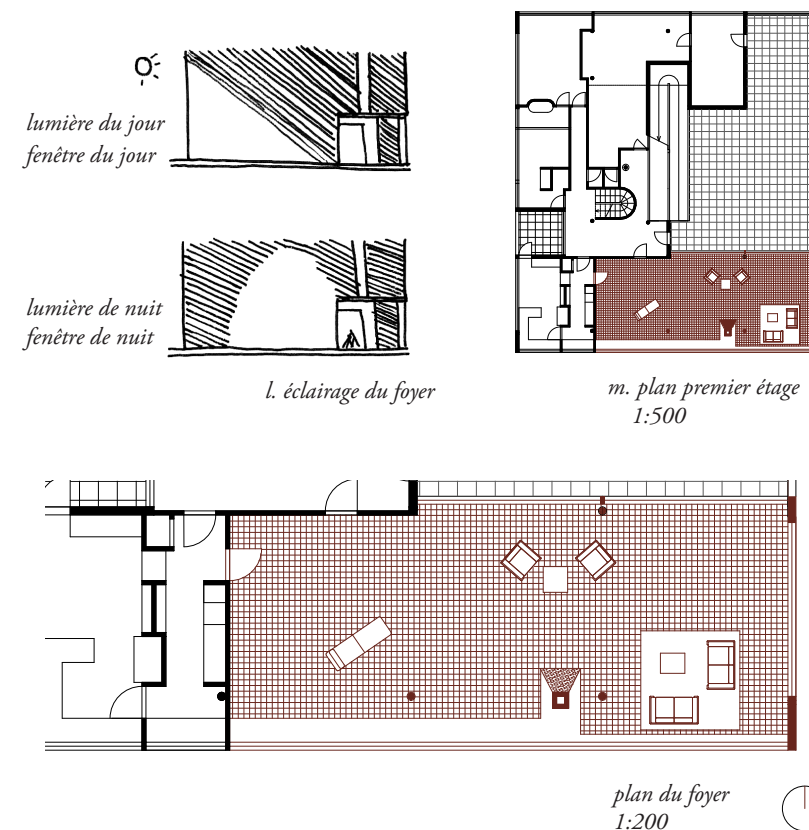 lumière du jour
fenêtre du jour
lumière de nuit
fenêtre de nuit
l. éclairage du foyer
m. plan premier étage
1:500
plan du foyer
1:200